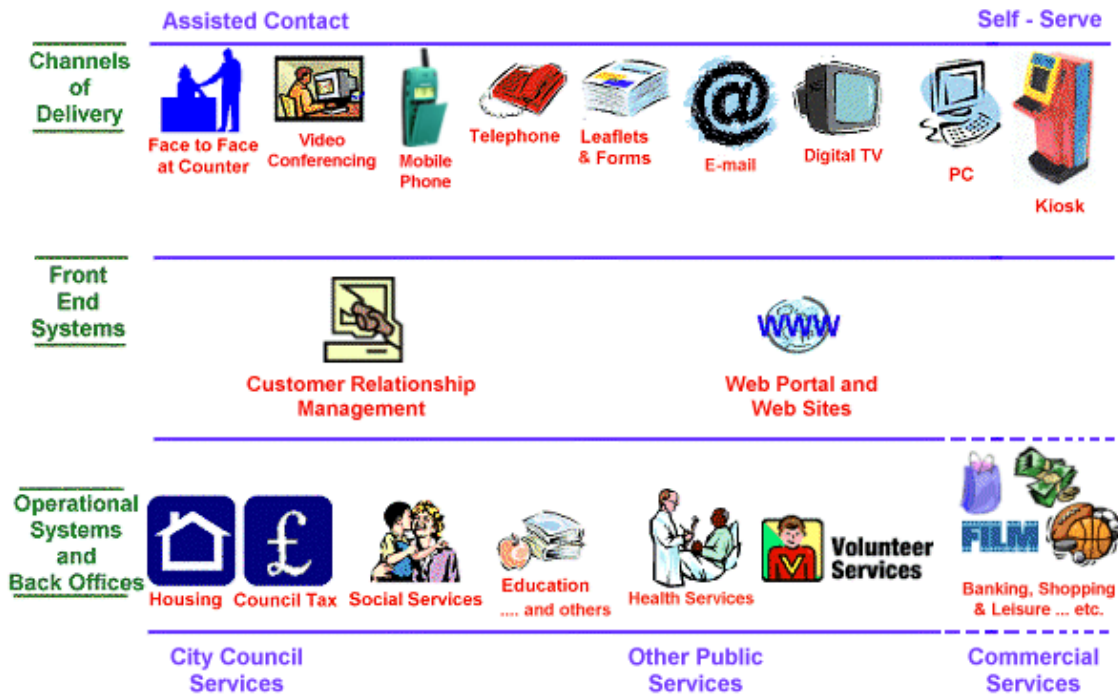 Assisted Contact
Self - Serve
Channels
of
Delivery
Face to Face
at Counter
Video
Conferencing
Mobile
Phone
Telephone
Leaflets
& Forms
@
E-mail
Digital TV
PC
Kiosk
Front
End
Systems
WWW
Customer Relationship
Management
Web Portal and
Web Sites
Operational
Systems
and
Back Offices
£
Housing
Council Tax
Social Services
Education
.... and others
Health Services
V
Volunteer
Services
FILM
Banking, Shopping
& Leisure ... etc.
City Council
Services
Other Public
Services
Commercial
Services